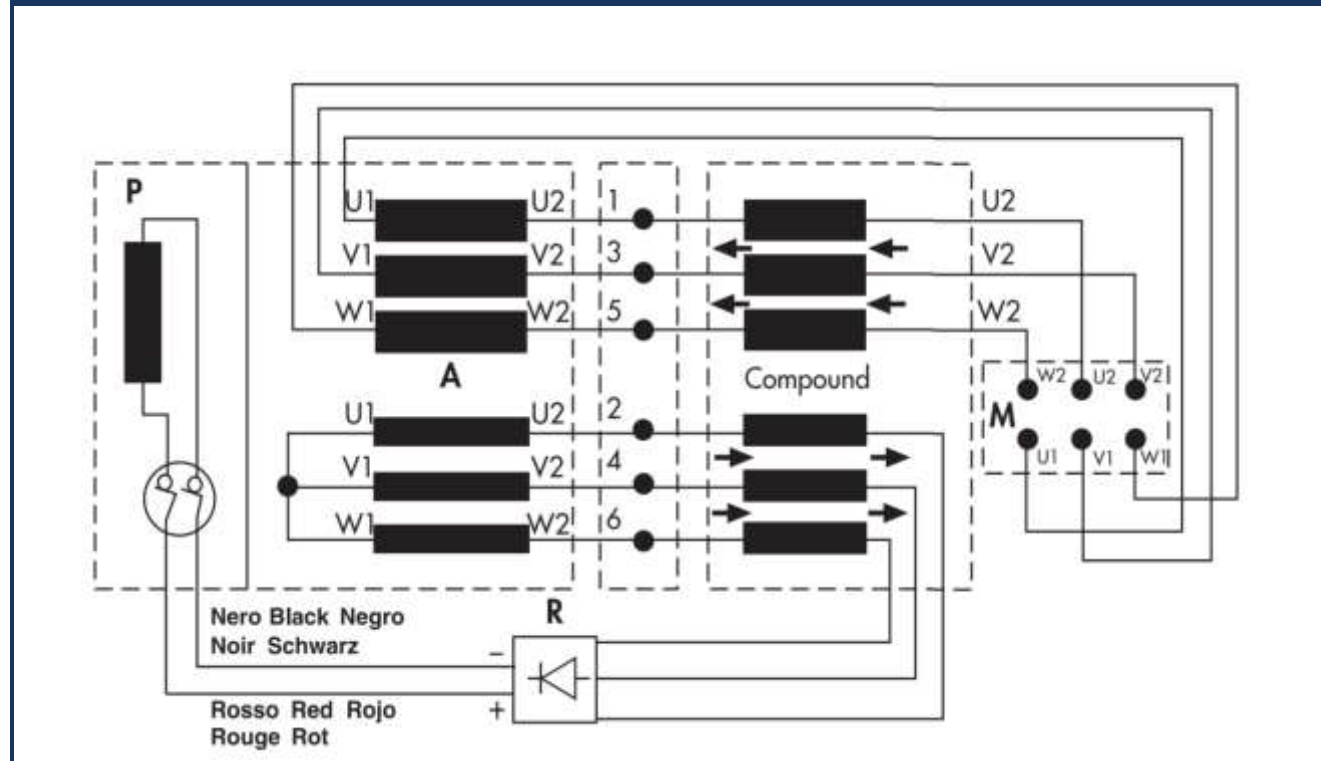 P
U1 U2 1 U2
V1 V2 3 V2
W1 W2 5 W2
A
Compound
W2 U2 V2
M
U1 V1 W1
U1 U2 2
V1 V2 4
W1 W2 6
R
Nero Black Negro
Noir Schwarz
−
Rosso Red Rojo
+
Rouge Rot